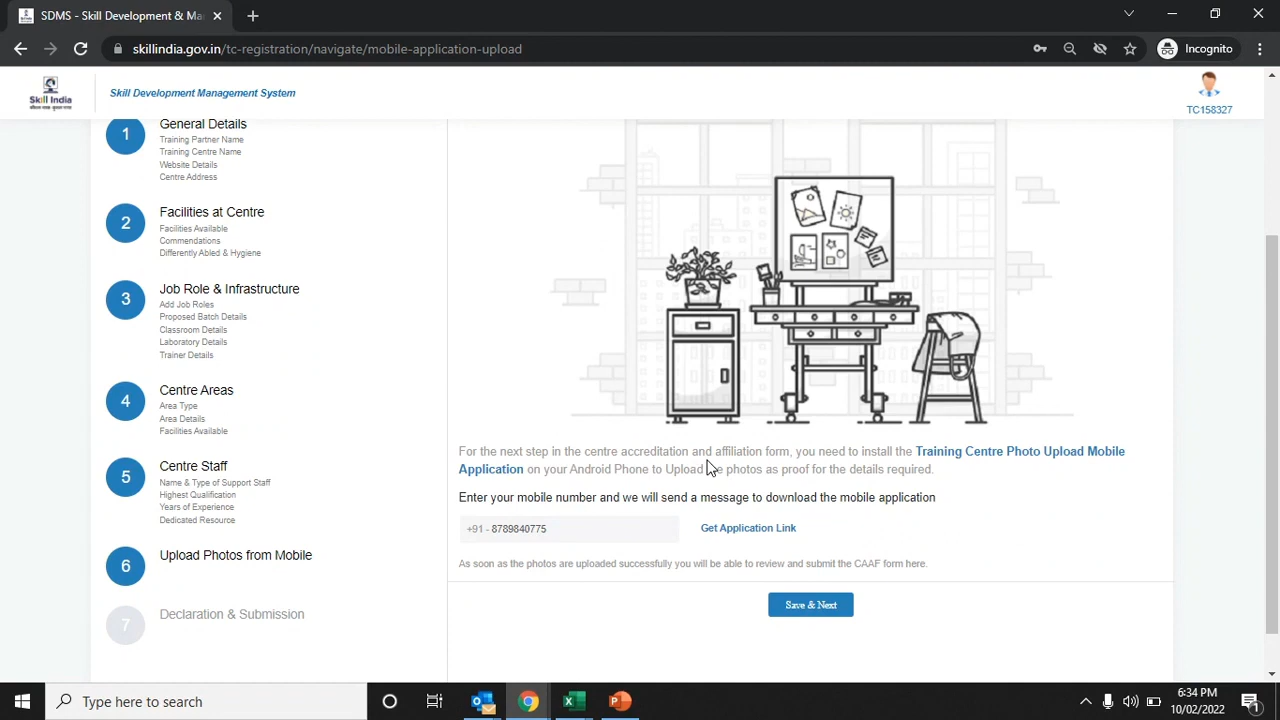 SDMS - Skill Development & Ma
skillindia.gov.in/tc-registration/navigate/mobile-application-upload
Incognito
Skill India
Skill Development Management System
TC158327
1
General Details
Training Partner Name
Training Centre Name
Website Details
Centre Address
2
Facilities at Centre
Facilities Available
Commendations
Differently Abled & Hygiene
3
Job Role & Infrastructure
Add Job Roles
Proposed Batch Details
Classroom Details
Laboratory Details
Trainer Details
4
Centre Areas
Area Type
Area Details
Facilities Available
5
Centre Staff
Name & Type of Support Staff
Highest Qualification
Years of Experience
Dedicated Resource
6
Upload Photos from Mobile
7
Declaration & Submission
For the next step in the centre accreditation and affiliation form, you need to install the Training Centre Photo Upload Mobile
Application on your Android Phone to Upload the photos as proof for the details required.
Enter your mobile number and we will send a message to download the mobile application
+91 - 8789840775
Get Application Link
As soon as the photos are uploaded successfully you will be able to review and submit the CAAF form here.
Save & Next
Type here to search
6:34 PM
10/02/2022
1